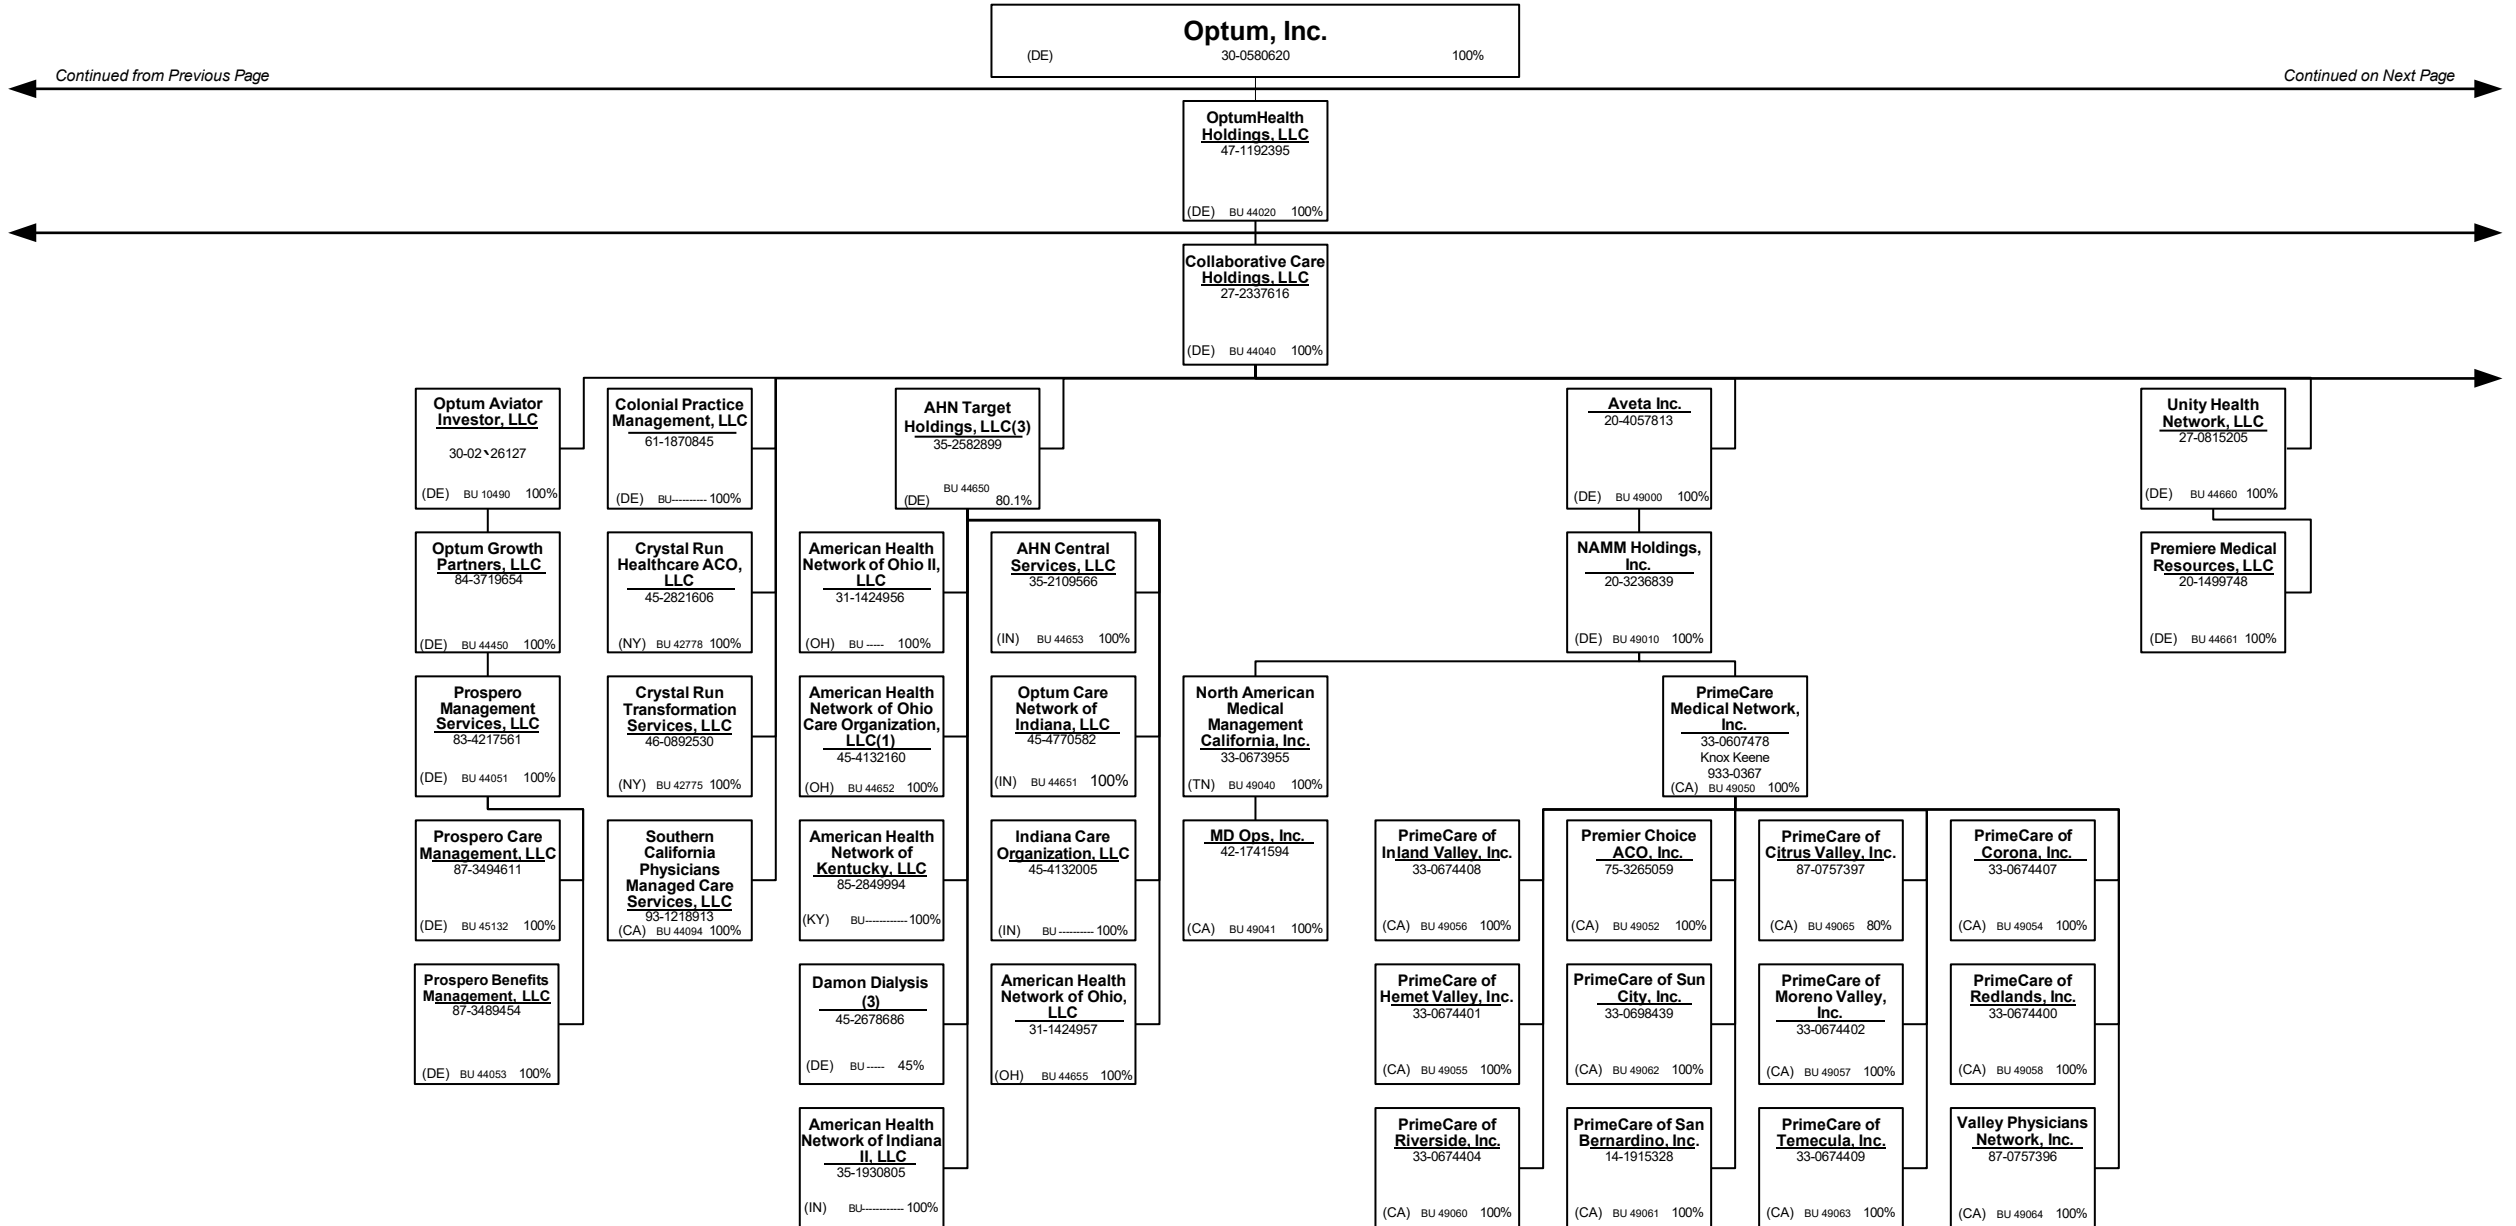 Optum, Inc.
(DE) 30-0580620 100%
Continued from Previous Page
Continued on Next Page
OptumHealth
Holdings, LLC
47-1192395
(DE) BU 44020 100%
Collaborative Care
Holdings, LLC
27-2337616
(DE) BU 44040 100%
Optum Aviator
Investor, LLC
30-02﹅26127
(DE) BU 10490 100%
Colonial Practice
Management, LLC
61-1870845
(DE) BU---------- 100%
AHN Target
Holdings, LLC(3)
35-2582899
BU 44650
(DE) 80.1%
Aveta Inc.
20-4057813
(DE) BU 49000 100%
Unity Health
Network, LLC
27-0815205
(DE) BU 44660 100%
Optum Growth
Partners, LLC
84-3719654
(DE) BU 44450 100%
Crystal Run
Healthcare ACO,
LLC
45-2821606
(NY) BU 42778 100%
American Health
Network of Ohio II,
LLC
31-1424956
(OH) BU ----- 100%
AHN Central
Services, LLC
35-2109566
(IN) BU 44653 100%
NAMM Holdings,
Inc.
20-3236839
(DE) BU 49010 100%
Premiere Medical
Resources, LLC
20-1499748
(DE) BU 44661 100%
Prospero
Management
Services, LLC
83-4217561
(DE) BU 44051 100%
Crystal Run
Transformation
Services, LLC
46-0892530
(NY) BU 42775 100%
American Health
Network of Ohio
Care Organization,
LLC(1)
45-4132160
(OH) BU 44652 100%
Optum Care
Network of
Indiana, LLC
45-4770582
(IN) BU 44651 100%
North American
Medical
Management
California, Inc.
33-0673955
(TN) BU 49040 100%
PrimeCare
Medical Network,
Inc.
33-0607478
Knox Keene
933-0367
(CA) BU 49050 100%
Prospero Care
Management, LLC
87-3494611
(DE) BU 45132 100%
Southern
California
Physicians
Managed Care
Services, LLC
93-1218913
(CA) BU 44094 100%
American Health
Network of
Kentucky, LLC
85-2849994
(KY) BU------------ 100%
Indiana Care
Organization, LLC
45-4132005
(IN) BU ---------- 100%
MD Ops, Inc.
42-1741594
(CA) BU 49041 100%
PrimeCare of
Inland Valley, Inc.
33-0674408
(CA) BU 49056 100%
Premier Choice
ACO, Inc.
75-3265059
(CA) BU 49052 100%
PrimeCare of
Citrus Valley, Inc.
87-0757397
(CA) BU 49065 80%
PrimeCare of
Corona, Inc.
33-0674407
(CA) BU 49054 100%
Prospero Benefits
Management, LLC
87-3489454
(DE) BU 44053 100%
Damon Dialysis
(3)
45-2678686
(DE) BU ----- 45%
American Health
Network of Ohio,
LLC
31-1424957
(OH) BU 44655 100%
PrimeCare of
Hemet Valley, Inc.
33-0674401
(CA) BU 49055 100%
PrimeCare of Sun
City, Inc.
33-0698439
(CA) BU 49062 100%
PrimeCare of
Moreno Valley,
Inc.
33-0674402
(CA) BU 49057 100%
PrimeCare of
Redlands, Inc.
33-0674400
(CA) BU 49058 100%
American Health
Network of Indiana
II, LLC
35-1930805
(IN) BU------------ 100%
PrimeCare of
Riverside, Inc.
33-0674404
(CA) BU 49060 100%
PrimeCare of San
Bernardino, Inc.
14-1915328
(CA) BU 49061 100%
PrimeCare of
Temecula, Inc.
33-0674409
(CA) BU 49063 100%
Valley Physicians
Network, Inc.
87-0757396
(CA) BU 49064 100%